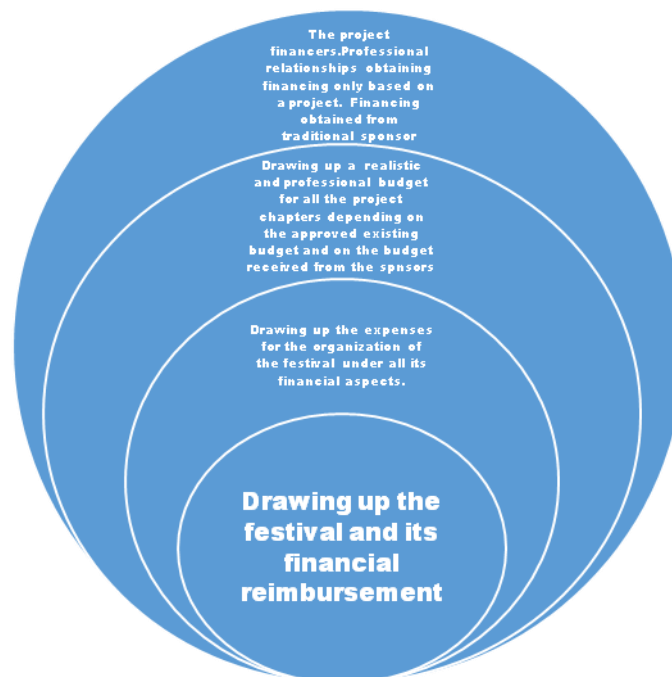 The project
financers.Professional
relationships obtaining
financing only based on
a project. Financing
obtained from
traditional sponsor
Drawing up a realistic
and professional budget
for all the project
chapters depending on
the approved existing
budget and on the budget
received from the spnsors
Drawing up the expenses
for the organization of
the festival under all its
financial aspects.
Drawing up the
festival and its
financial
reimbursement